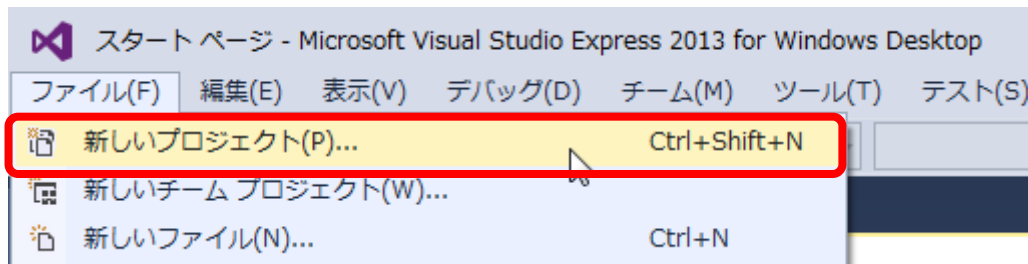 スタート ページ - Microsoft Visual Studio Express 2013 for Windows Desktop
ファイル(F) 編集(E) 表示(V) デバッグ(D) チーム(M) ツール(T) テスト(S)
新しいプロジェクト(P)... Ctrl+Shift+N
新しいチーム プロジェクト(W)...
新しいファイル(N)... Ctrl+N